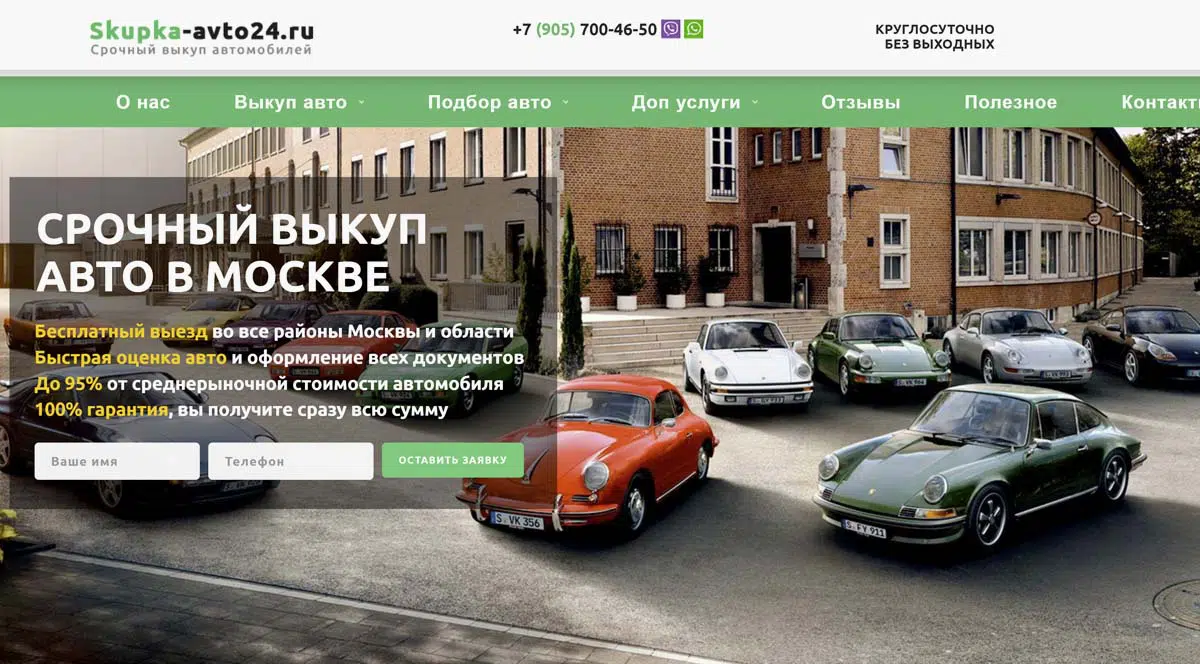 Skupka-avto24.ru
Срочный выкуп автомобилей
+7 (905) 700-46-50
КРУГЛОСУТОЧНО
БЕЗ ВЫХОДНЫХ
О нас Выкуп авто Подбор авто Доп услуги Отзывы Полезное Контакты
СРОЧНЫЙ ВЫКУП
АВТО В МОСКВЕ
Бесплатный выезд во все районы Москвы и области
Быстрая оценка авто и оформление всех документов
До 95% от среднерыночной стоимости автомобиля
100% гарантия, вы получите сразу всю сумму
Ваше имя Телефон ОСТАВИТЬ ЗАЯВКУ
S VK 356
S FY 911